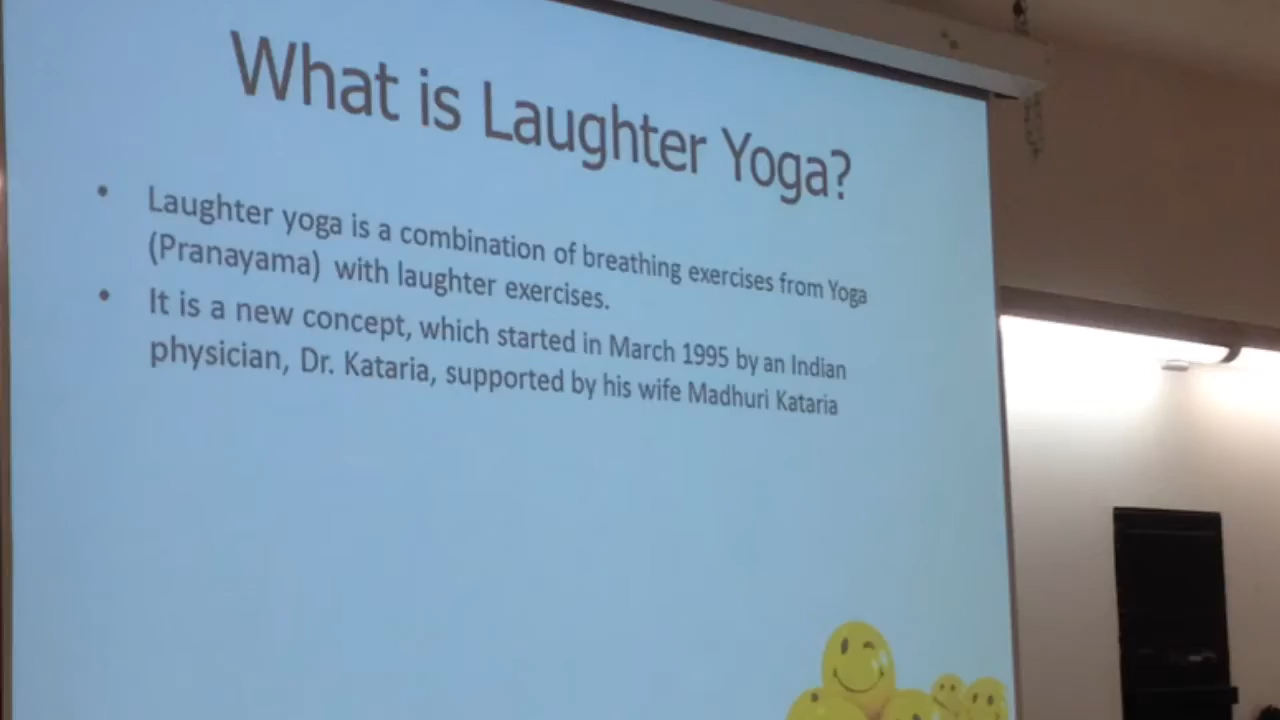 What is Laughter Yoga?
• Laughter yoga is a combination of breathing exercises from Yoga
(Pranayama) with laughter exercises.
• It is a new concept, which started in March 1995 by an Indian
physician, Dr. Kataria, supported by his wife Madhuri Kataria